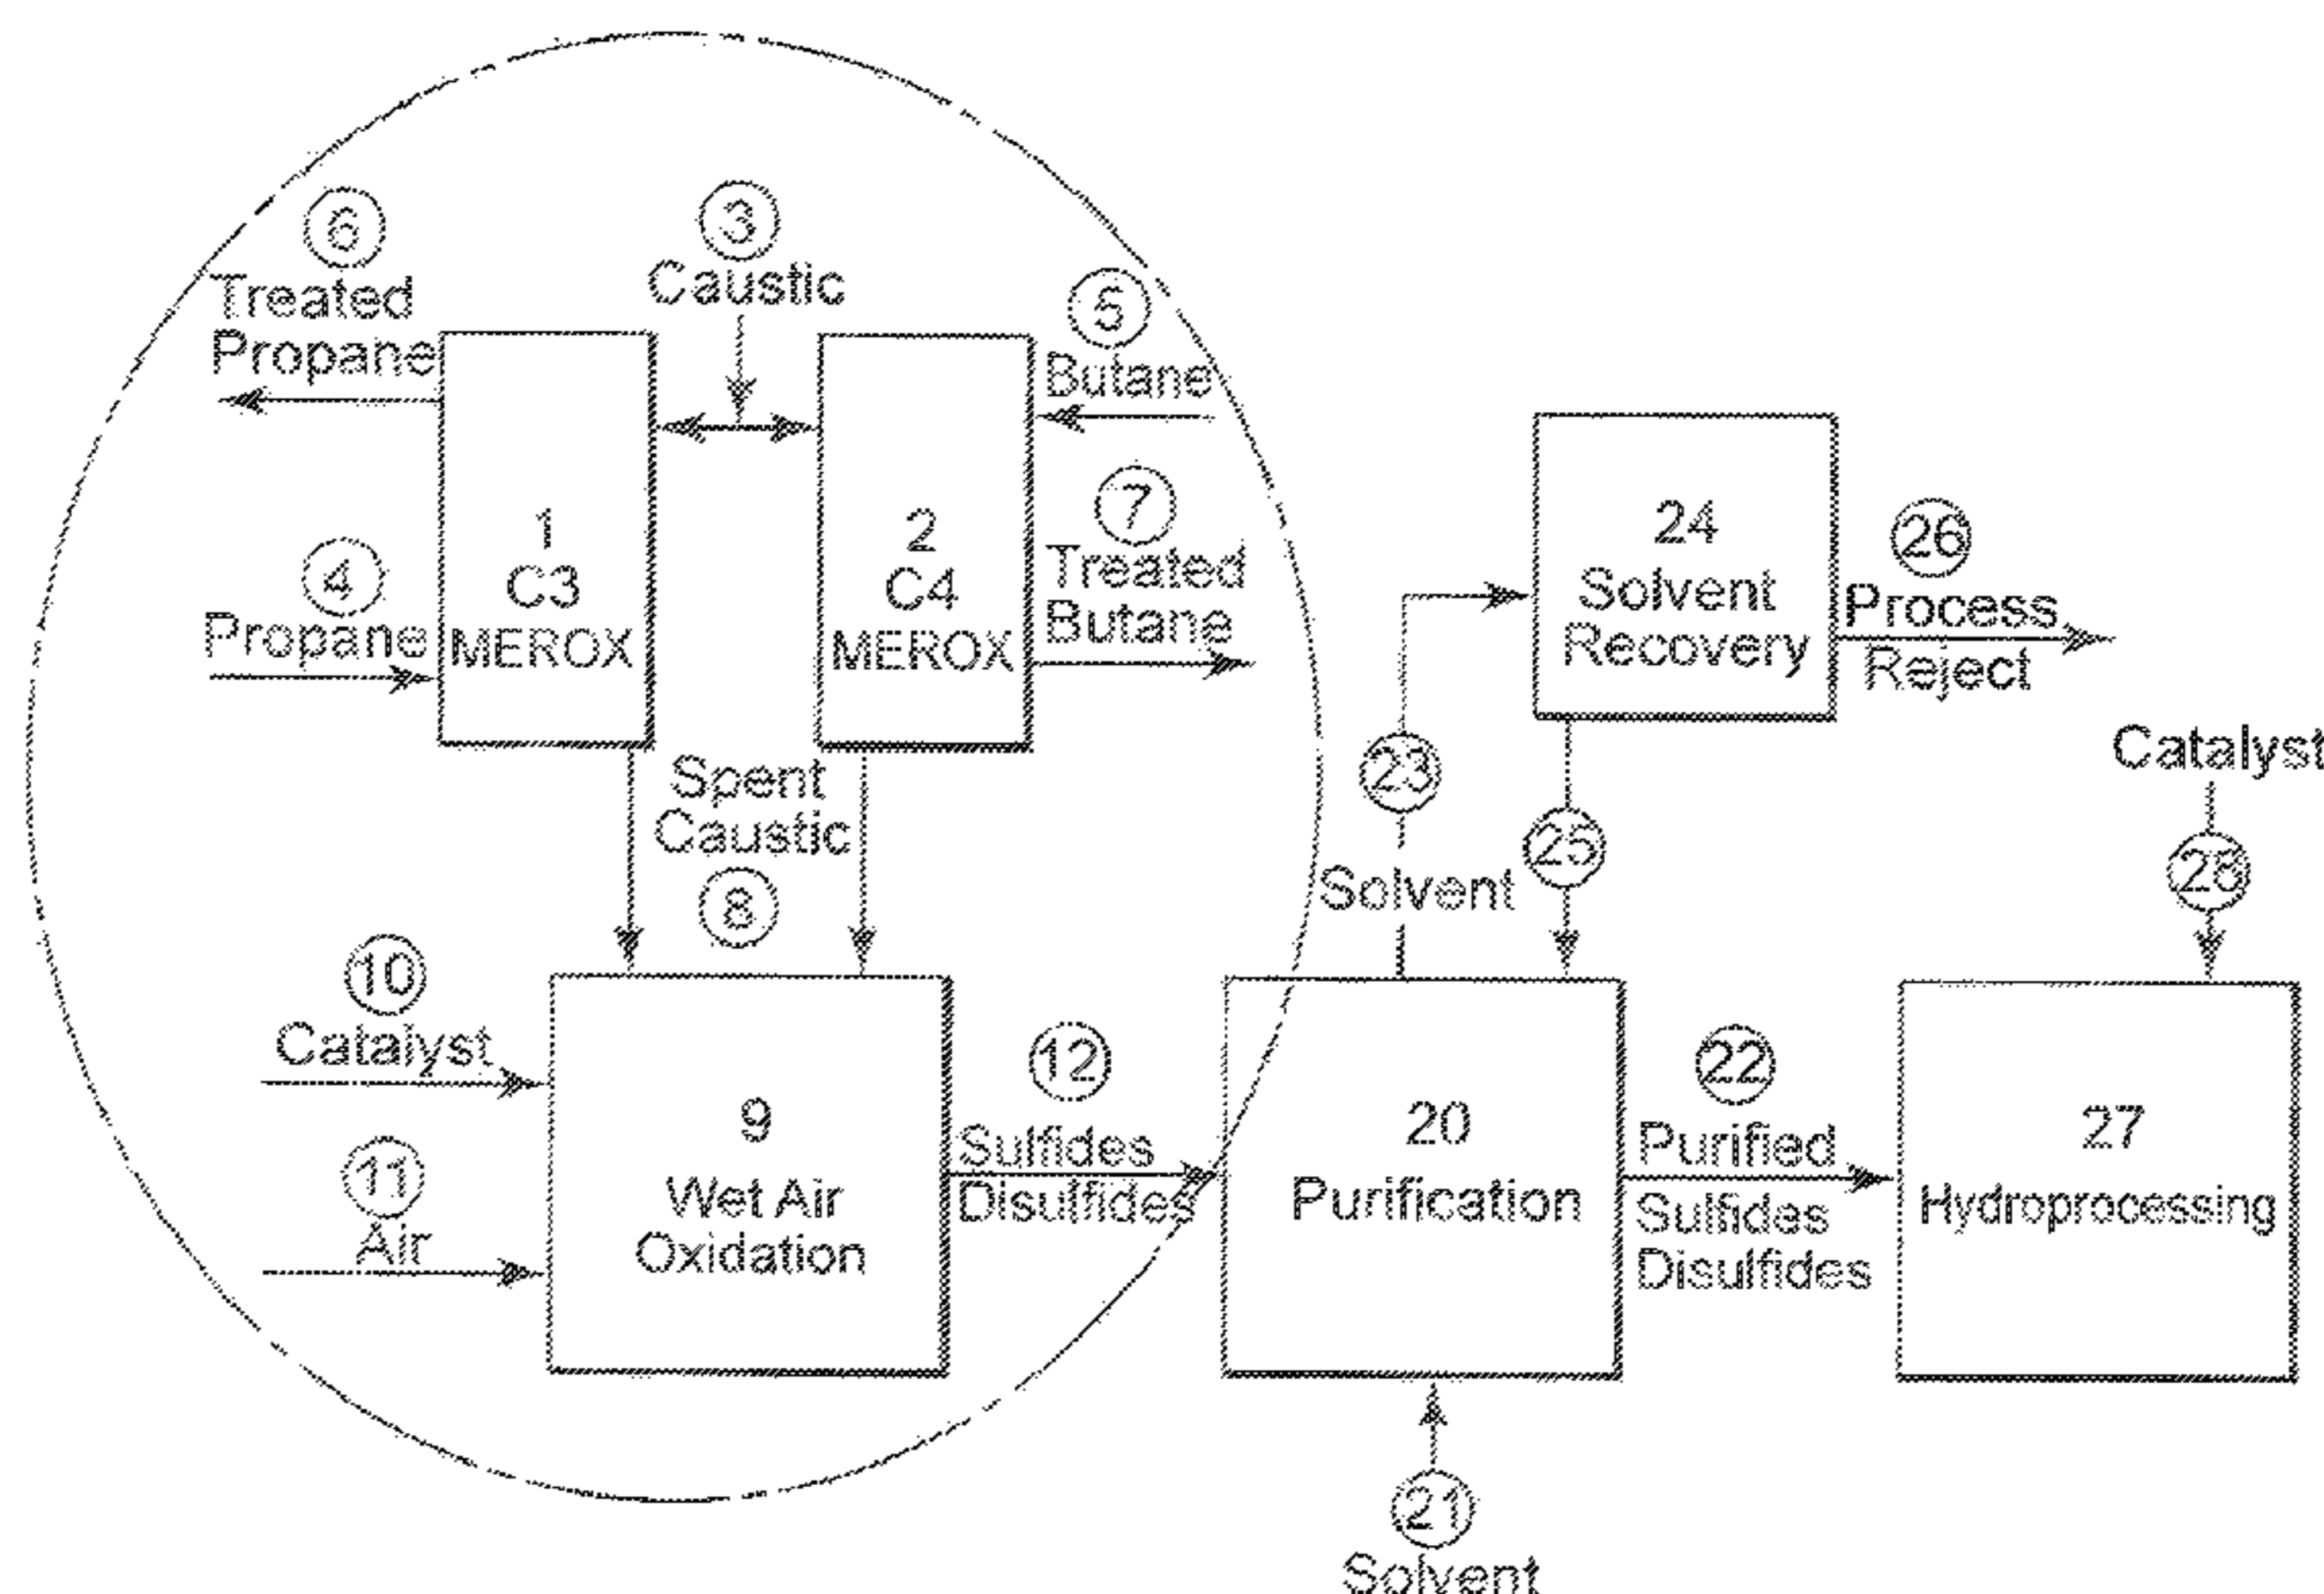 6
Treated
Propane
3
Caustic
5
Butane
1
C3
MEROX
2
C4
MEROX
4
Propane
7
Treated
Butane
24
Solvent
Recovery
26
Process
Reject
Spent
Caustic
8
23
Solvent
25
Catalyst
28
10
Catalyst
11
Air
9
Wet Air
Oxidation
12
Sulfides
Disulfides
20
Purification
22
Purified
Sulfides
Disulfides
27
Hydroprocessing
21
Solvent